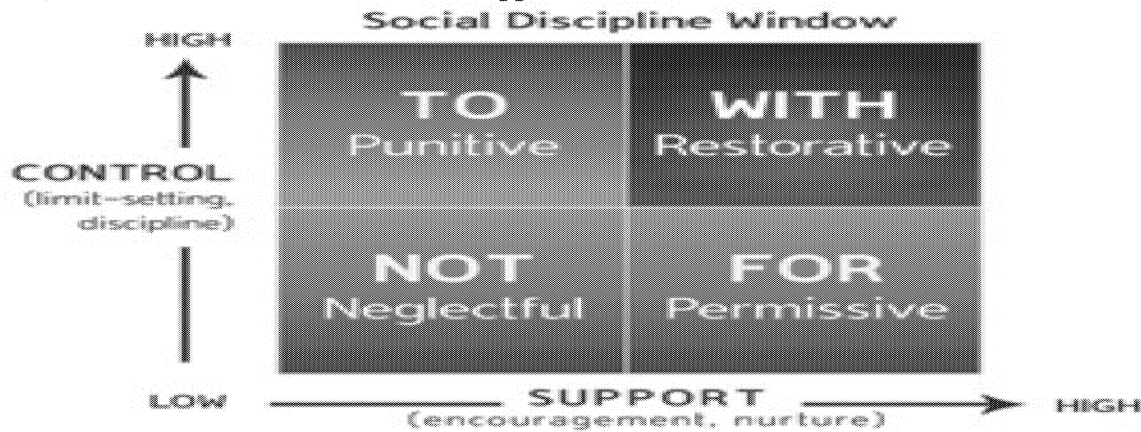 Social Discipline Window
HIGH
TO
Punitive
WITH
Restorative
CONTROL
(limit-setting,
discipline)
NOT
Neglectful
FOR
Permissive
LOW
SUPPORT
(encouragement, nurture)
HIGH